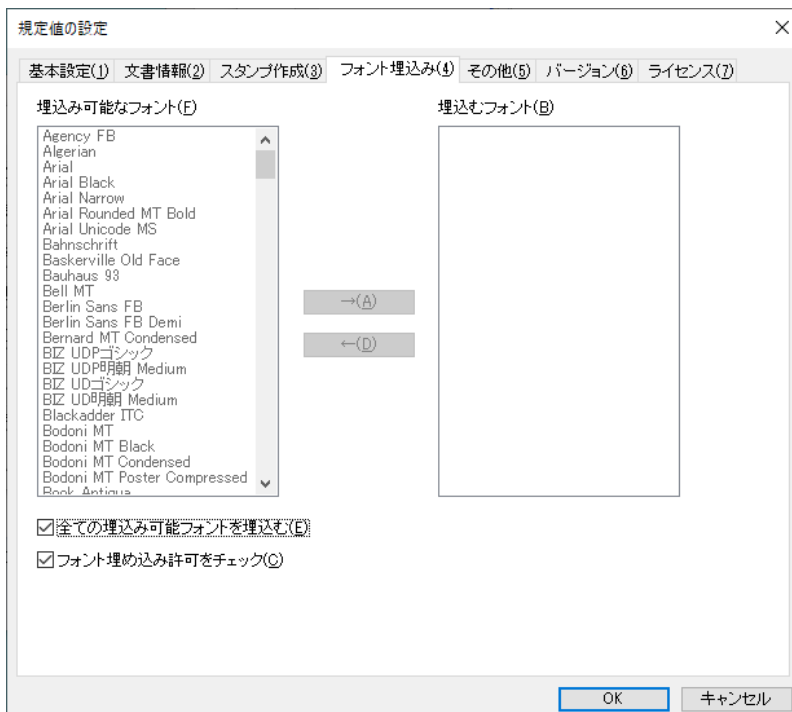 規定値の設定
基本設定(1) 文書情報(2) スタンプ作成(3) フォント埋込み(4) その他(5) バージョン(6) ライセンス(7)
埋込み可能なフォント(F)
埋込むフォント(B)
Agency FB
Algerian
Arial
Arial Black
Arial Narrow
Arial Rounded MT Bold
Arial Unicode MS
Bahnschrift
Baskerville Old Face
Bauhaus 93
Bell MT
Berlin Sans FB
Berlin Sans FB Demi
Bernard MT Condensed
BIZ UDPゴシック
BIZ UDP明朝 Medium
BIZ UDゴシック
BIZ UD明朝 Medium
Blackadder ITC
Bodoni MT
Bodoni MT Black
Bodoni MT Condensed
Bodoni MT Poster Compressed
Book Antiqua
→(A)
←(D)
全ての埋込み可能フォントを埋込む(E)
フォント埋め込み許可をチェック(C)
OK キャンセル